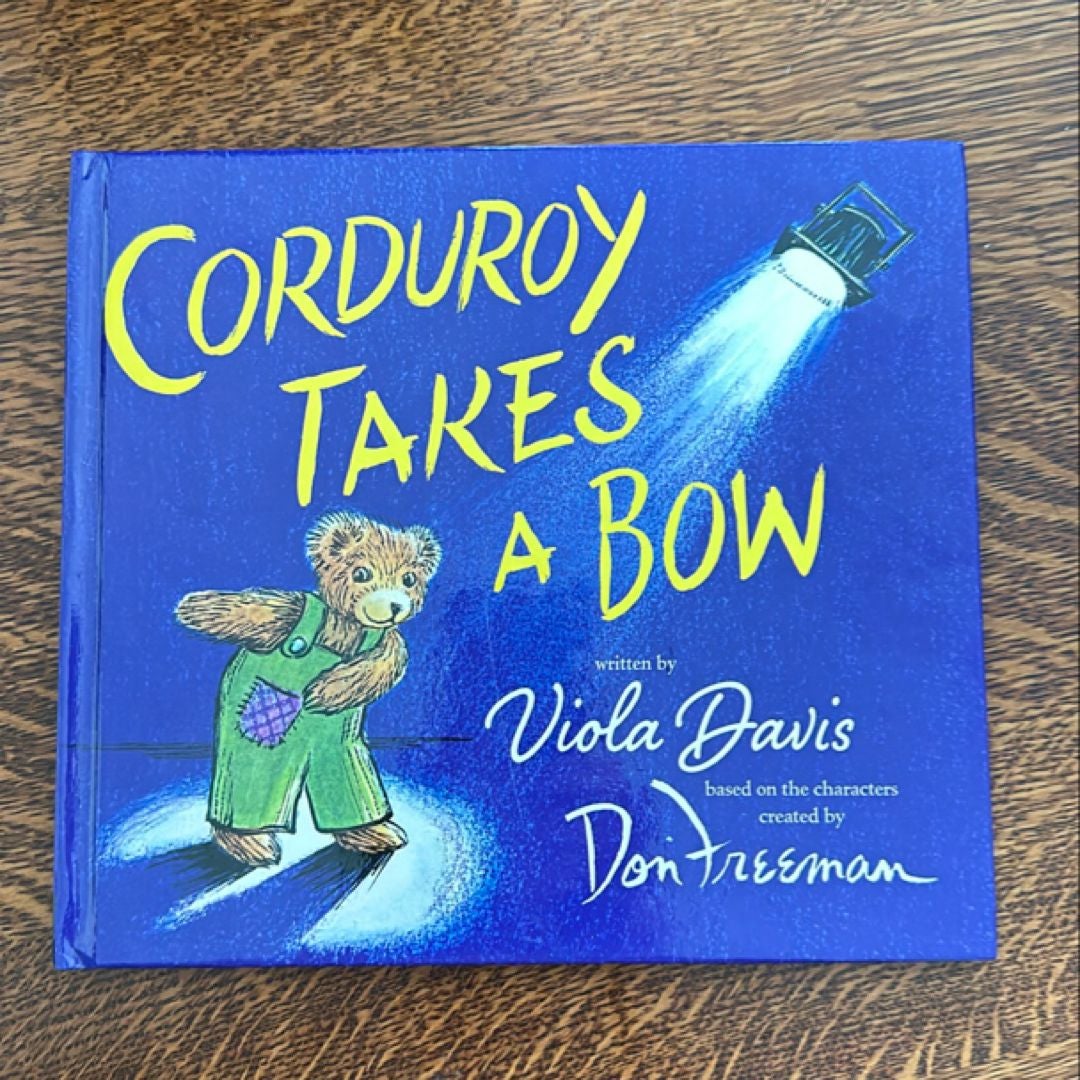 CORDUROY
TAKES
A BOW
written by
Viola Davis
based on the characters
created by
Don Freeman